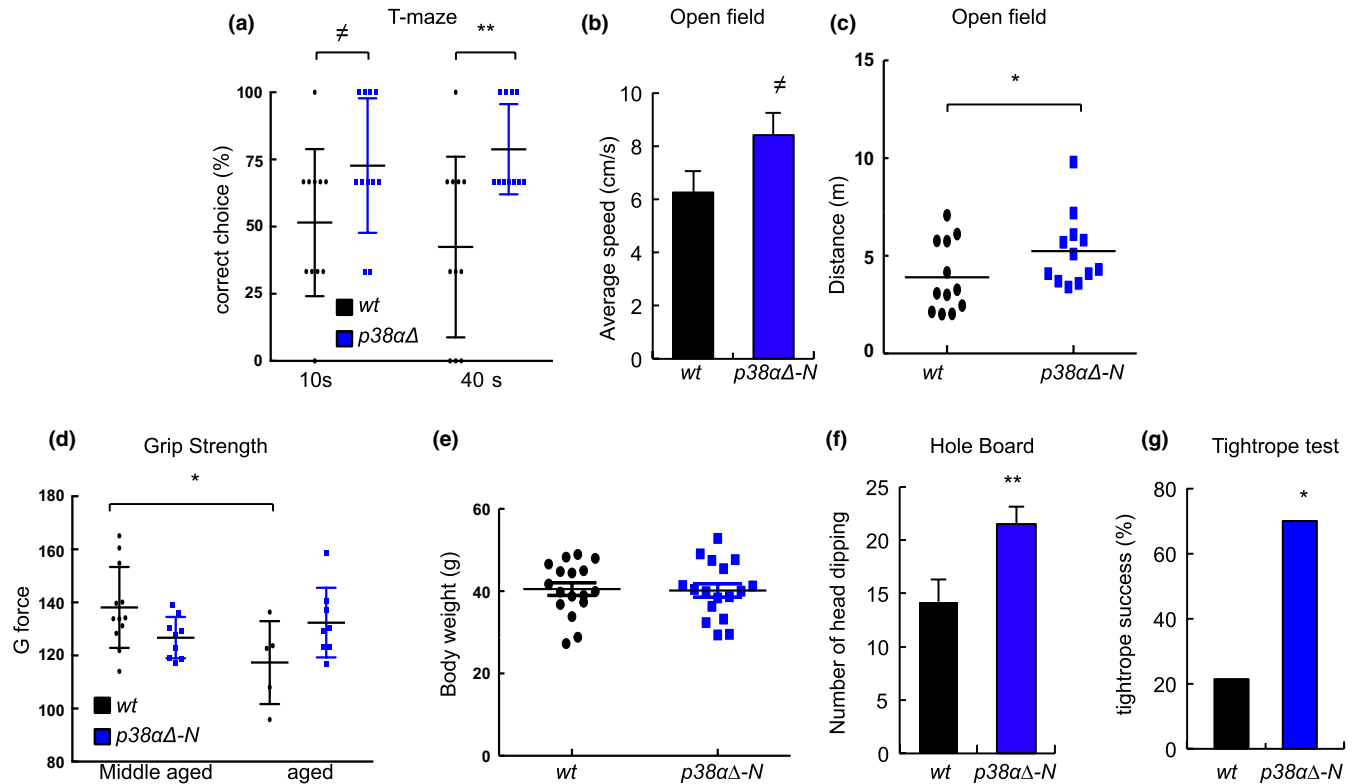 (a)
T-maze
≠
**
correct choice (%)
100
75
50
25
0
wt
p38αΔ
10s
40 s
(b)
Open field
≠
Average speed (cm/s)
10
8
6
4
2
0
wt
p38αΔ-N
(c)
Open field
*
Distance (m)
15
10
5
0
wt
p38αΔ-N
(d)
Grip Strength
*
G force
180
160
140
120
100
80
wt
p38αΔ-N
Middle aged
aged
(e)
Body weight (g)
60
40
20
0
wt
p38αΔ-N
(f)
Hole Board
**
Number of head dipping
25
20
15
10
5
0
wt
p38αΔ-N
(g)
Tightrope test
*
tightrope success (%)
80
60
40
20
0
wt
p38αΔ-N